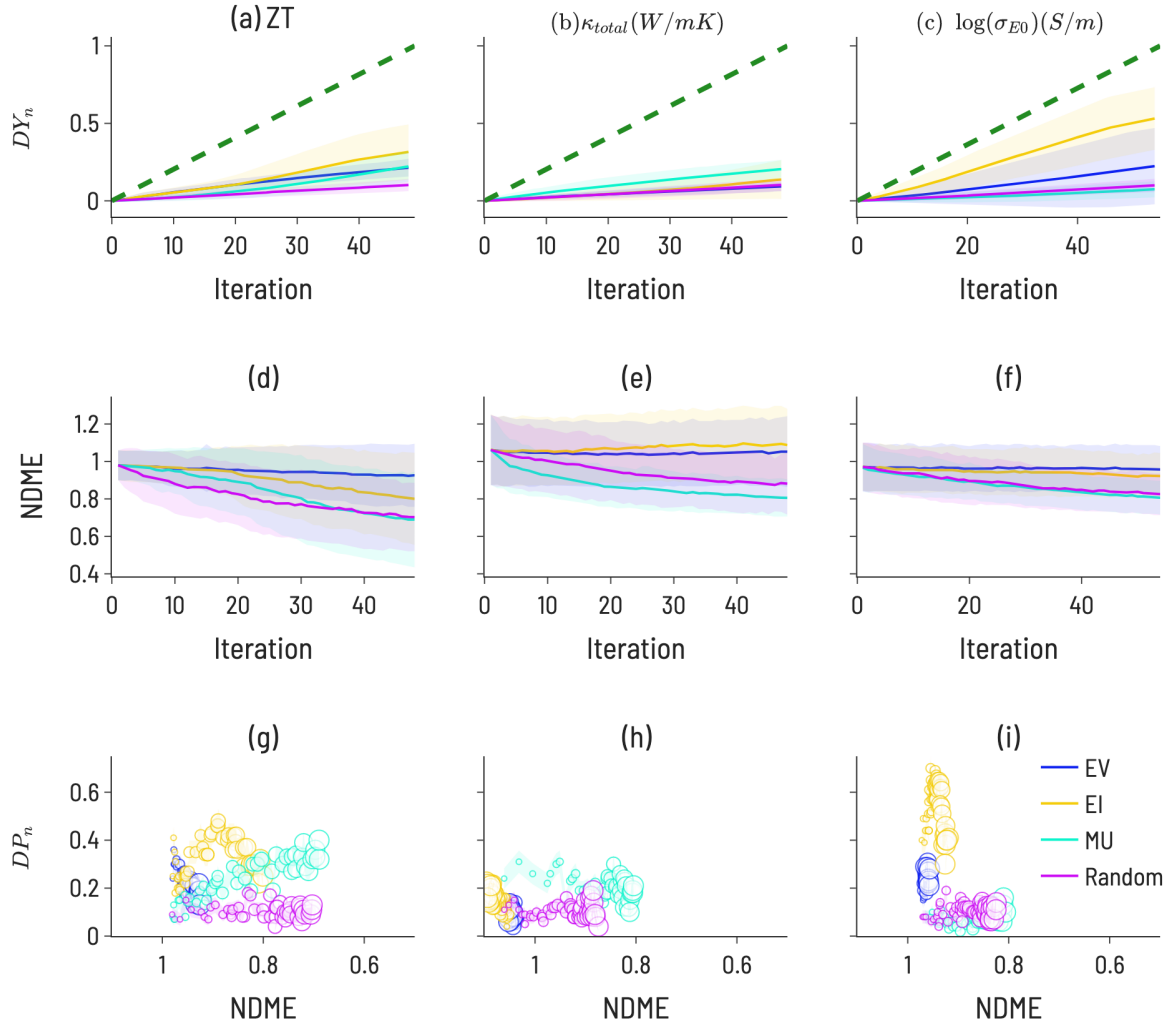 (a) ZT
(b)κ_total(W/mK)
(c) log(σ_E0)(S/m)
DY_n
1
0.5
0
0 10 20 30 40
0 10 20 30 40
0 20 40
Iteration
Iteration
Iteration
(d)
(e)
(f)
NDME
1.2
1
0.8
0.6
0.4
0 10 20 30 40
0 10 20 30 40
0 20 40
Iteration
Iteration
Iteration
(g)
(h)
(i)
DP_n
0.6
0.4
0.2
0
EV
EI
MU
Random
1 0.8 0.6
1 0.8 0.6
1 0.8 0.6
NDME
NDME
NDME